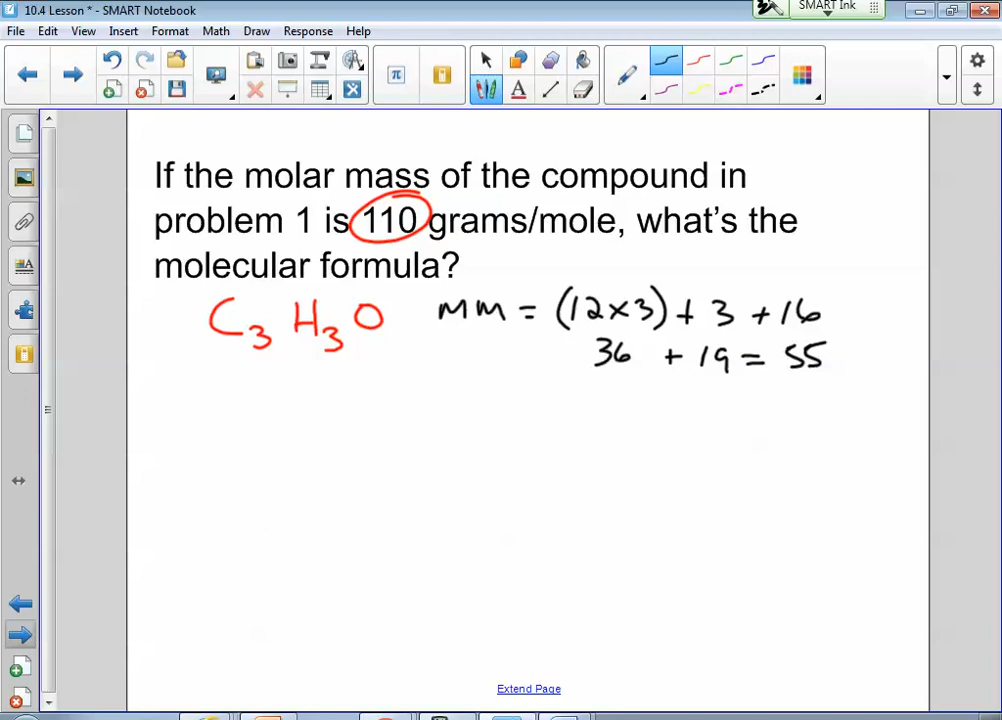 10.4 Lesson * - SMART Notebook
SMART Ink
File Edit View Insert Format Math Draw Response Help
If the molar mass of the compound in
problem 1 is 110 grams/mole, what's the
molecular formula?
C3 H3 O MM = (12×3) + 3 + 16
36 + 19 = 55
Extend Page